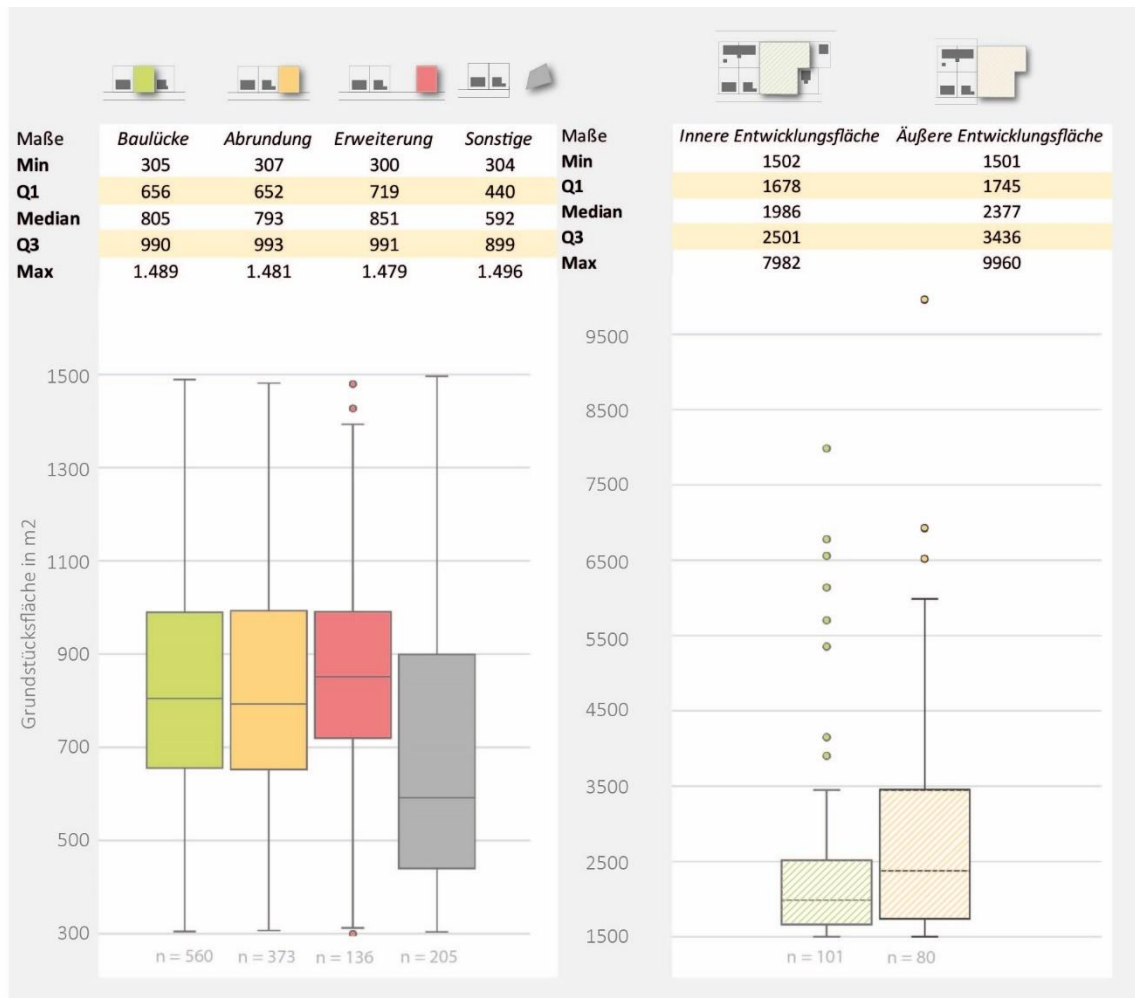 Maße Baulücke Abrundung Erweiterung Sonstige
Min 305 307 300 304
Q1 656 652 719 440
Median 805 793 851 592
Q3 990 993 991 899
Max 1.489 1.481 1.479 1.496
Grundstücksfläche in m2
1500
1300
1100
900
700
500
300
n = 560 n = 373 n = 136 n = 205
Maße Innere Entwicklungsfläche Äußere Entwicklungsfläche
Min 1502 1501
Q1 1678 1745
Median 1986 2377
Q3 2501 3436
Max 7982 9960
9500
8500
7500
6500
5500
4500
3500
2500
1500
n = 101 n = 80